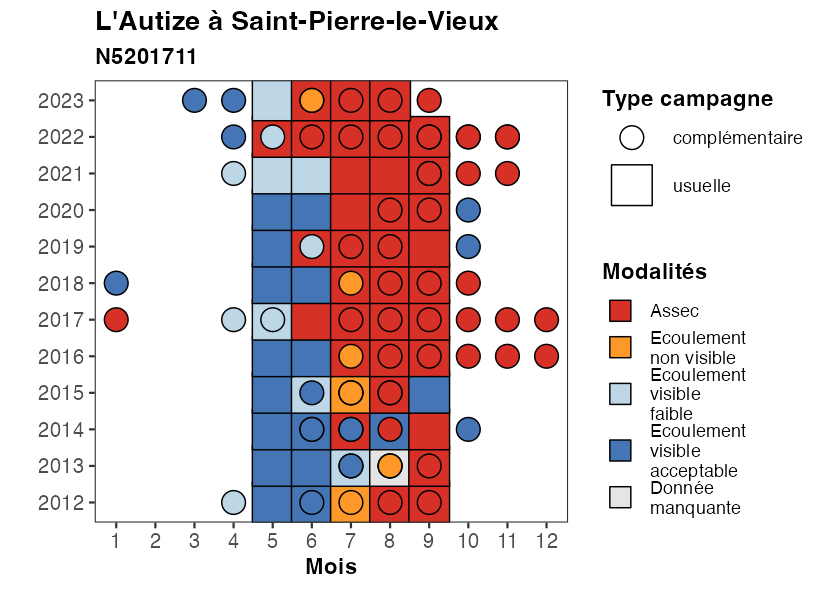 L'Autize à Saint-Pierre-le-Vieux
N5201711
2023
2022
2021
2020
2019
2018
2017
2016
2015
2014
2013
2012
1 2 3 4 5 6 7 8 9 10 11 12
Mois
Type campagne
complémentaire
usuelle
Modalités
Assec
Ecoulement
non visible
Ecoulement
visible
faible
Ecoulement
visible
acceptable
Donnée
manquante